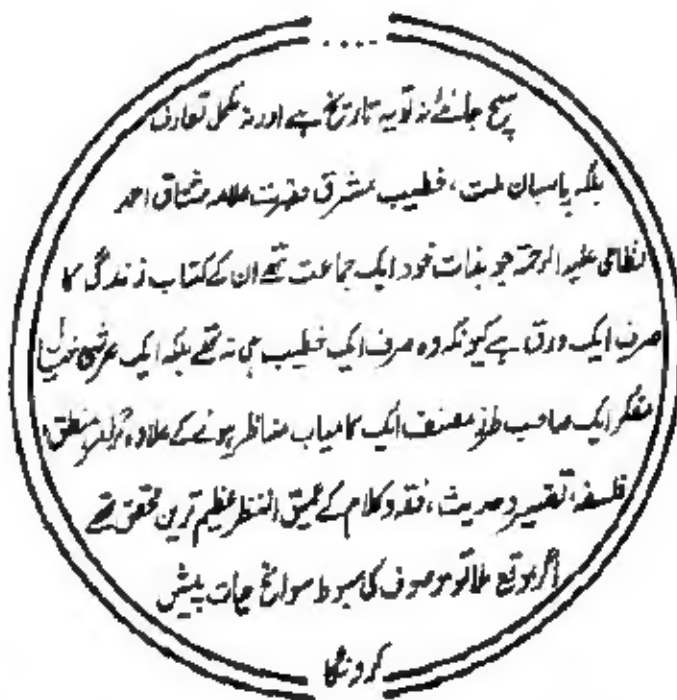 ....
سچ جانئے نہ تو یہ تاریخ ہے اور نہ مکمل تعارف
بلکہ پاسبان ملت، خطیب مشرق حضرت علامہ مشتاق احمد
نظامی علیہ الرحمۃ جو بذات خود ایک جماعت تھے ان کے کتاب زندگی کا
صرف ایک ورق ہے کیونکہ وہ صرف ایک خطیب ہی نہ تھے بلکہ ایک
مفکر ایک صاحب طرز مصنف ایک کامیاب مناظر ہونے کے علاوہ منطق،
فلسفہ، تفسیر و حدیث، فقہ و کلام کے عمیق النظر عظیم ترین محقق تھے
اگر موقع ملا تو موصوف کی مبسوط سوانح حیات پیش
کرونگا